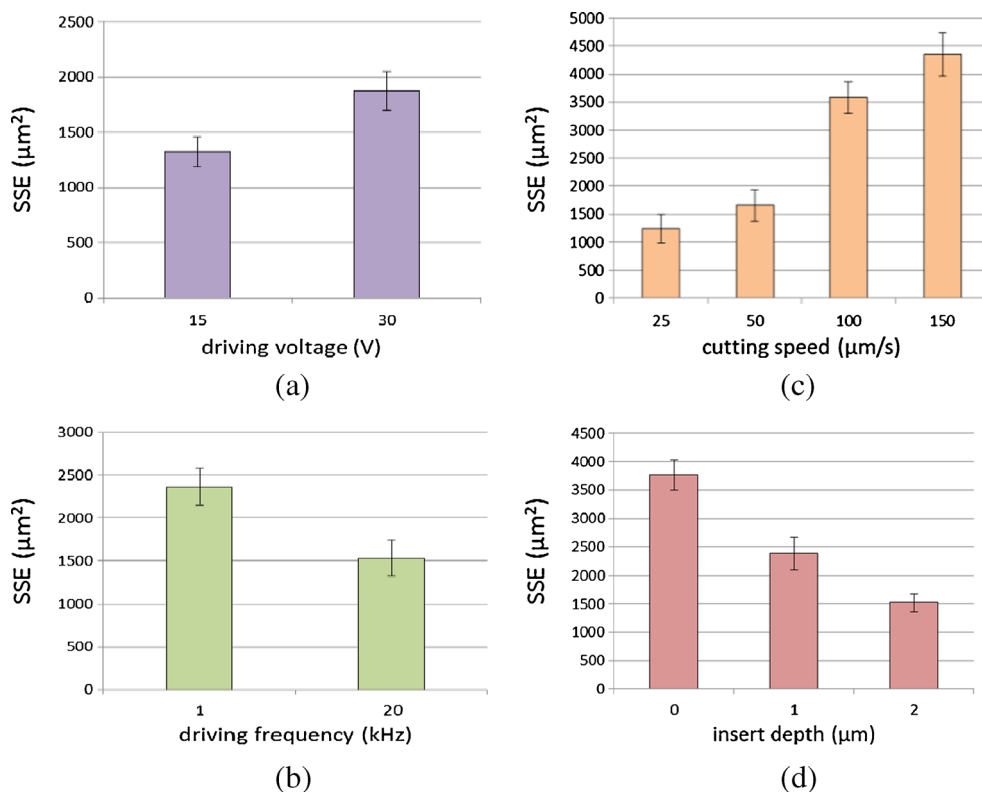 2500
2000
1500
1000
500
0
SSE (µm²)
15 30
driving voltage (V)
(a)
5000
4500
4000
3500
3000
2500
2000
1500
1000
500
0
SSE (µm²)
25 50 100 150
cutting speed (µm/s)
(c)
3000
2500
2000
1500
1000
500
0
SSE (µm²)
1 20
driving frequency (kHz)
(b)
4500
4000
3500
3000
2500
2000
1500
1000
500
0
SSE (µm²)
0 1 2
insert depth (µm)
(d)